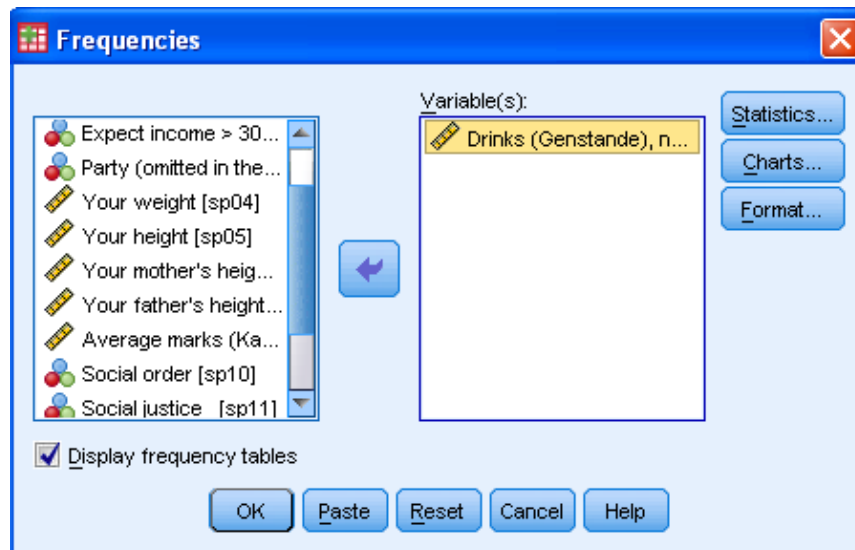 Frequencies
Expect income > 30...
Party (omitted in the...
Your weight [sp04]
Your height [sp05]
Your mother's heig...
Your father's height...
Average marks (Ka...
Social order [sp10]
Social justice [sp11]
Variable(s):
Drinks (Genstande), n...
Statistics...
Charts...
Format...
Display frequency tables
OK Paste Reset Cancel Help